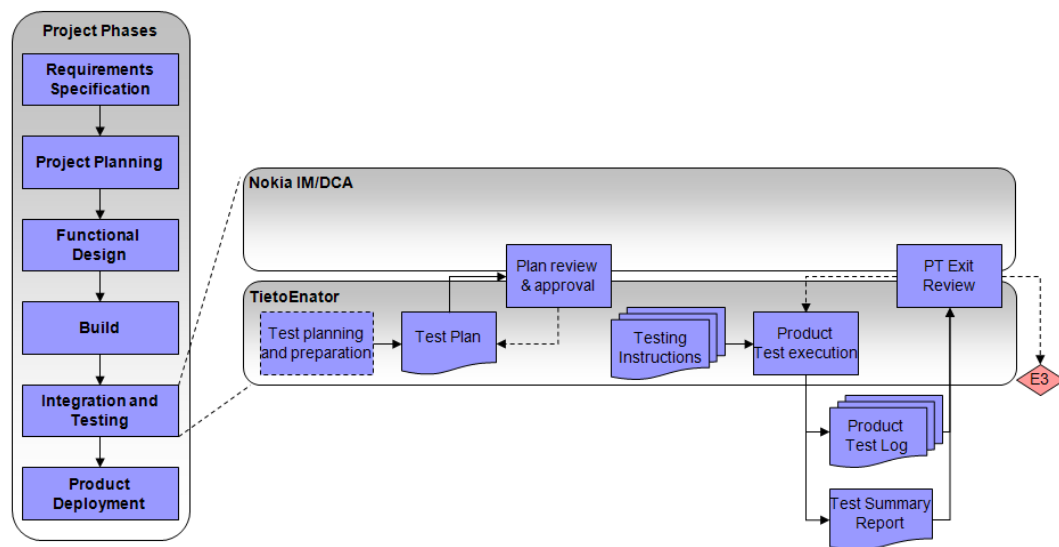 Project Phases
Requirements
Specification
Project Planning
Functional
Design
Build
Integration and
Testing
Product
Deployment
Nokia IM/DCA
Plan review
& approval
PT Exit
Review
TietoEnator
Test planning
and preparation
Test Plan
Testing
Instructions
Product
Test execution
E3
Product
Test Log
Test Summary
Report